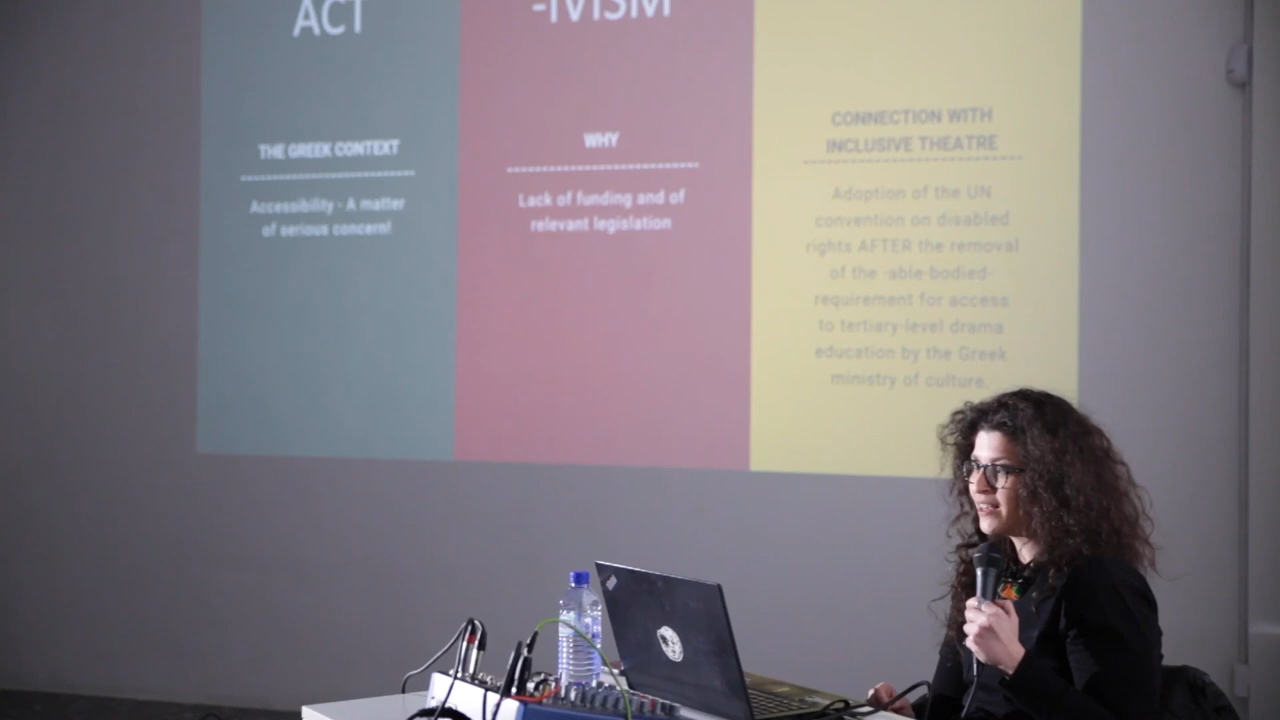 ACT
THE GREEK CONTEXT
Accessibility - A matter
of serious concern!
-IVISM
WHY
Lack of funding and of
relevant legislation
CONNECTION WITH
INCLUSIVE THEATRE
Adoption of the UN
convention on disabled
rights AFTER the removal
of the -able-bodied-
requirement for access
to tertiary-level drama
education by the Greek
ministry of culture.